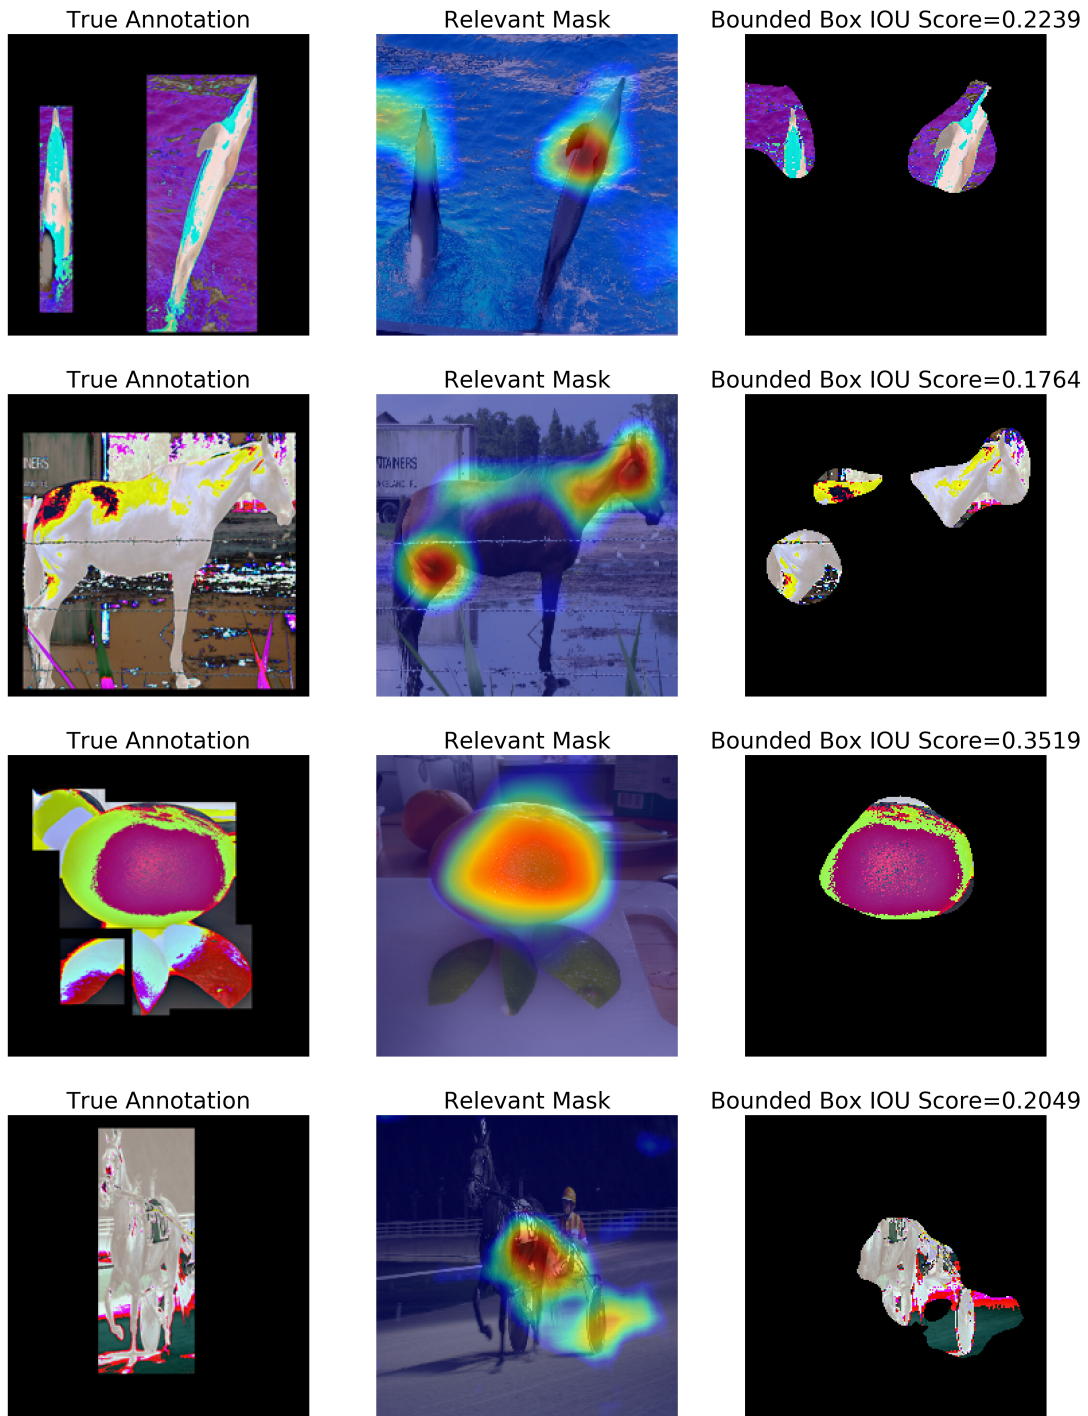 True Annotation
Relevant Mask
Bounded Box IOU Score=0.2239
True Annotation
Relevant Mask
Bounded Box IOU Score=0.1764
NERS
NTAINERS
True Annotation
Relevant Mask
Bounded Box IOU Score=0.3519
True Annotation
Relevant Mask
Bounded Box IOU Score=0.2049